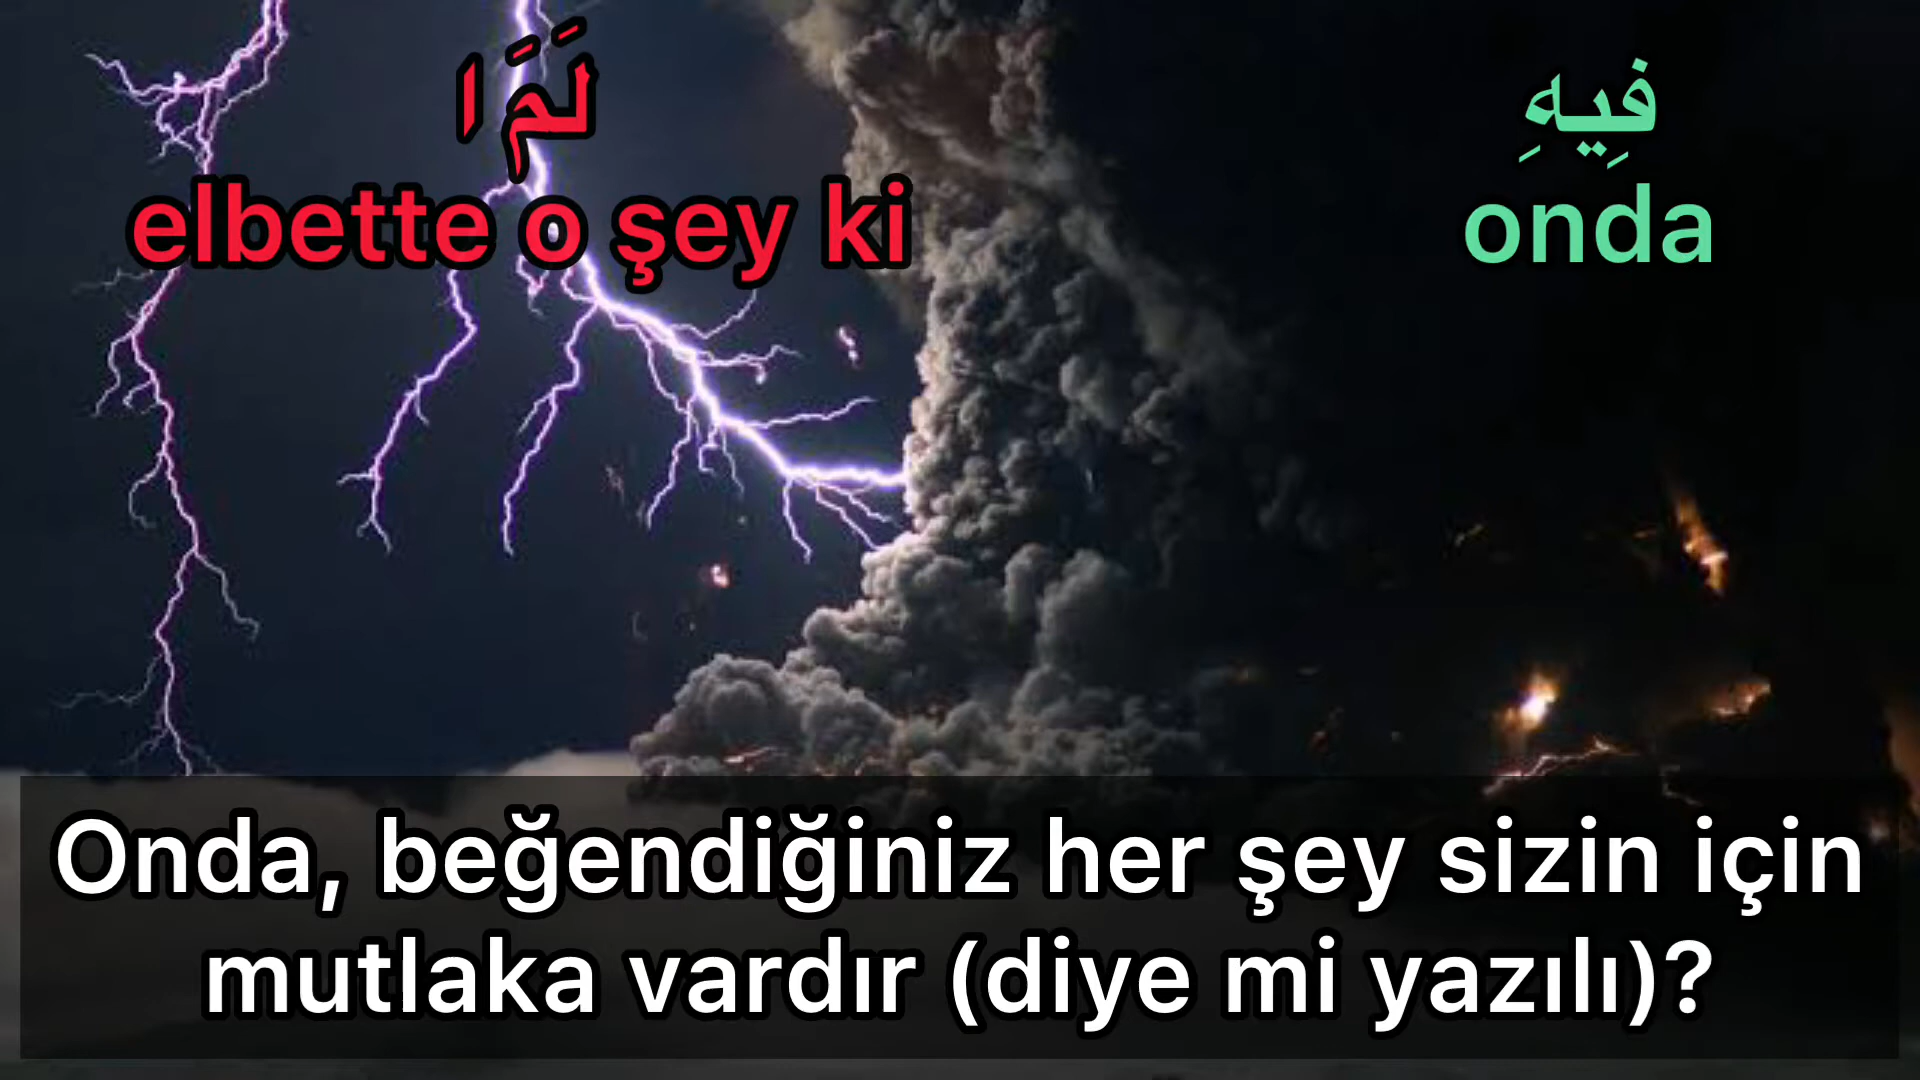 فِيهِ
لَمَا
onda
elbette o şey ki
Onda, beğendiğiniz her şey sizin için
mutlaka vardır (diye mi yazılı)?